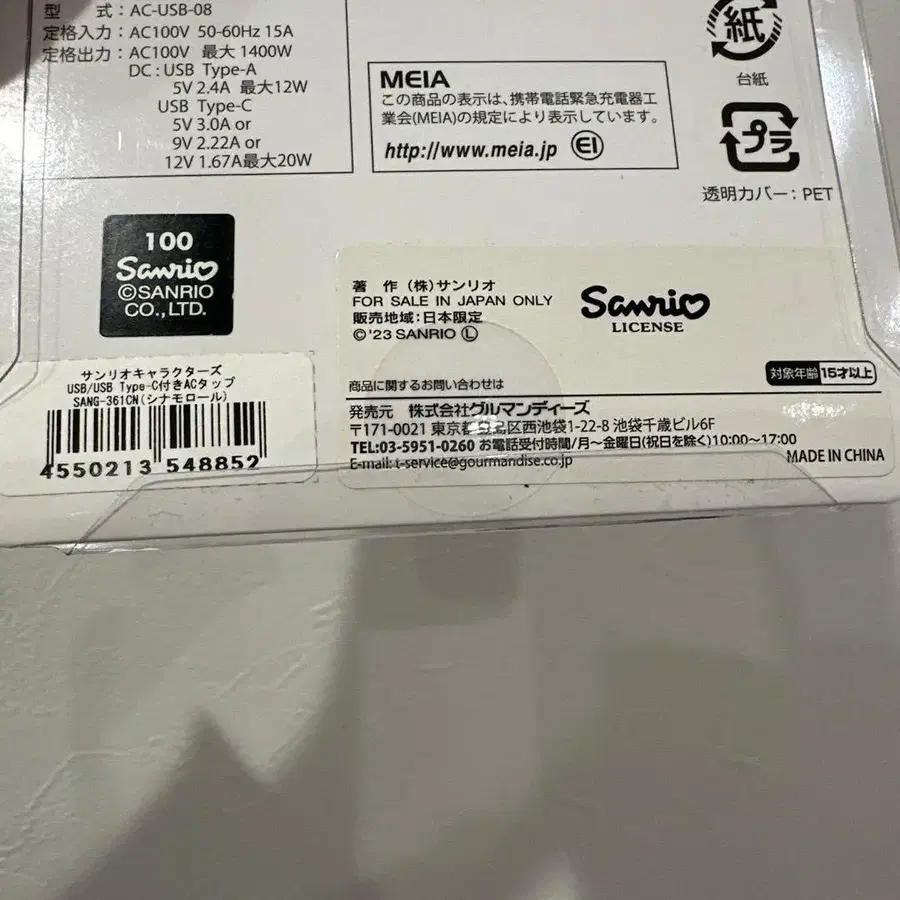 型 式：AC-USB-08
定格入力：AC100V 50-60Hz 15A
定格出力：AC100V 最大 1400W
DC：USB Type-A
5V 2.4A 最大12W
USB Type-C
5V 3.0A or
9V 2.22A or
12V 1.67A最大20W
MEIA
この商品の表示は、携帯電話緊急充電器工
業会(MEIA)の規定により表示しています。
http://www.meia.jp EI
紙
台紙
プラ
透明カバー：PET
100
Sanrio
©SANRIO
CO.,LTD.
著 作 (株)サンリオ
FOR SALE IN JAPAN ONLY
販売地域：日本限定
©'23 SANRIO Ⓛ
Sanrio
LICENSE
サンリオキャラクターズ
USB/USB Type-C付きACタップ
SANG-361CN(シナモロール)
4550213 548852
対象年齢 15才以上
商品に関するお問い合わせは
発売元 株式会社グルマンディーズ
〒171-0021 東京都豊島区西池袋1-22-8 池袋千歳ビル6F
TEL:03-5951-0260 お電話受付時間/月〜金曜日(祝日を除く)10:00〜17:00
E-mail: t-service@gourmandise.co.jp
MADE IN CHINA